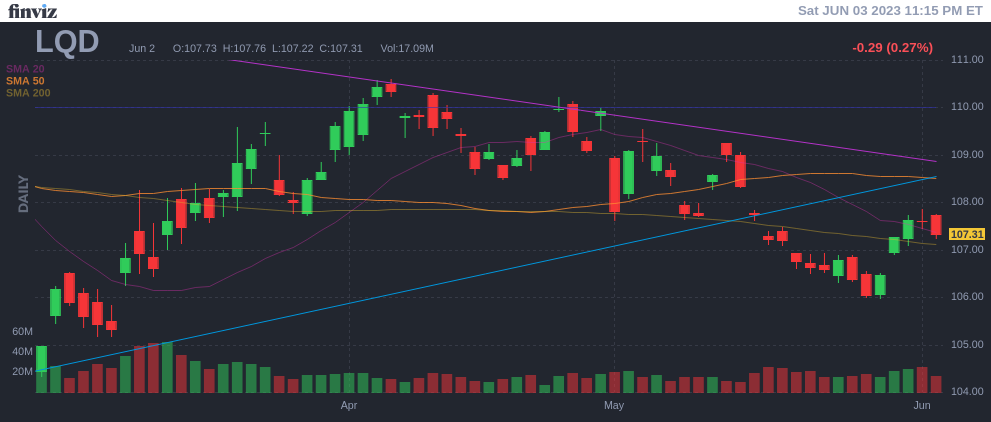 finviz
Sat JUN 03 2023 11:15 PM ET
LQD Jun 2 O:107.73 H:107.76 L:107.22 C:107.31 Vol:17.09M -0.29 (0.27%)
SMA 20
SMA 50
SMA 200
DAILY
111.00
110.00
109.00
108.00
107.31
107.00
106.00
105.00
104.00
60M
40M
20M
Apr May Jun